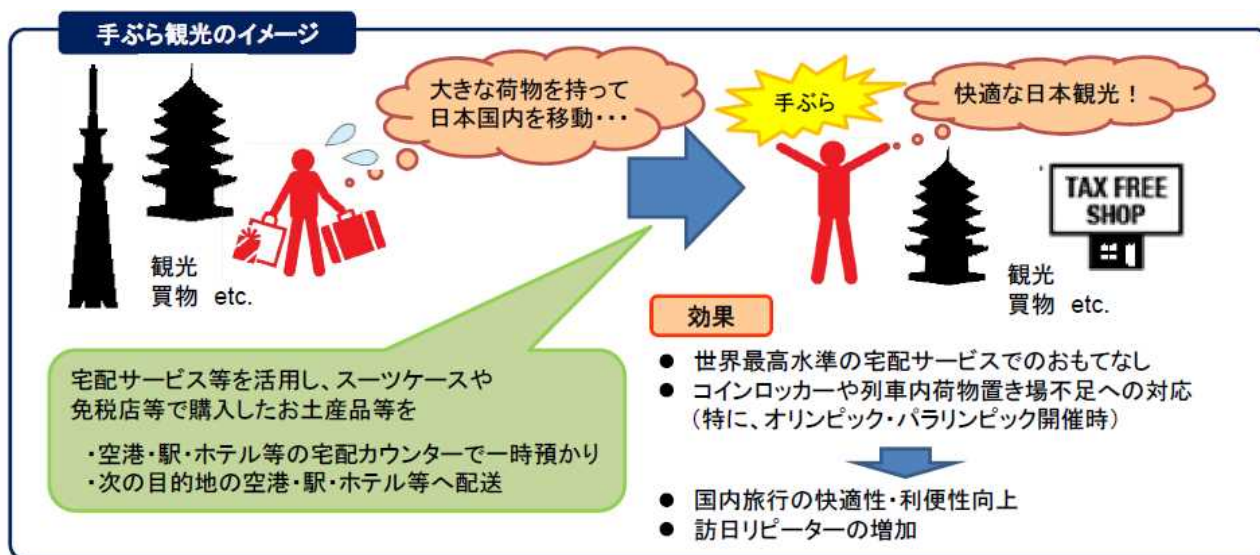 手ぶら観光のイメージ
大きな荷物を持って
日本国内を移動･･･
手ぶら
快適な日本観光！
TAX FREE
SHOP
観光
買物 etc.
観光
買物 etc.
宅配サービス等を活用し、スーツケースや
免税店等で購入したお土産品等を
・空港・駅・ホテル等の宅配カウンターで一時預かり
・次の目的地の空港・駅・ホテル等へ配送
効果
● 世界最高水準の宅配サービスでのおもてなし
● コインロッカーや列車内荷物置き場不足への対応
（特に、オリンピック・パラリンピック開催時）
● 国内旅行の快適性・利便性向上
● 訪日リピーターの増加